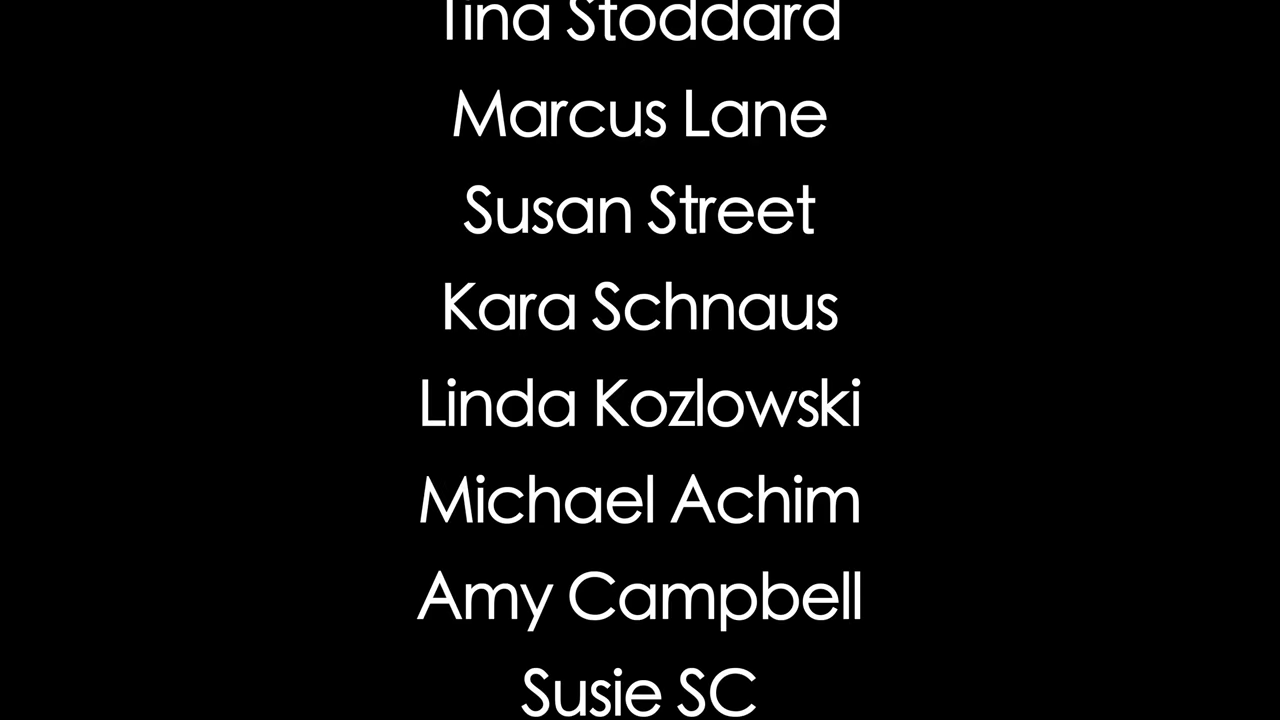 Tina Stoddard
Marcus Lane
Susan Street
Kara Schnaus
Linda Kozlowski
Michael Achim
Amy Campbell
Susie SC